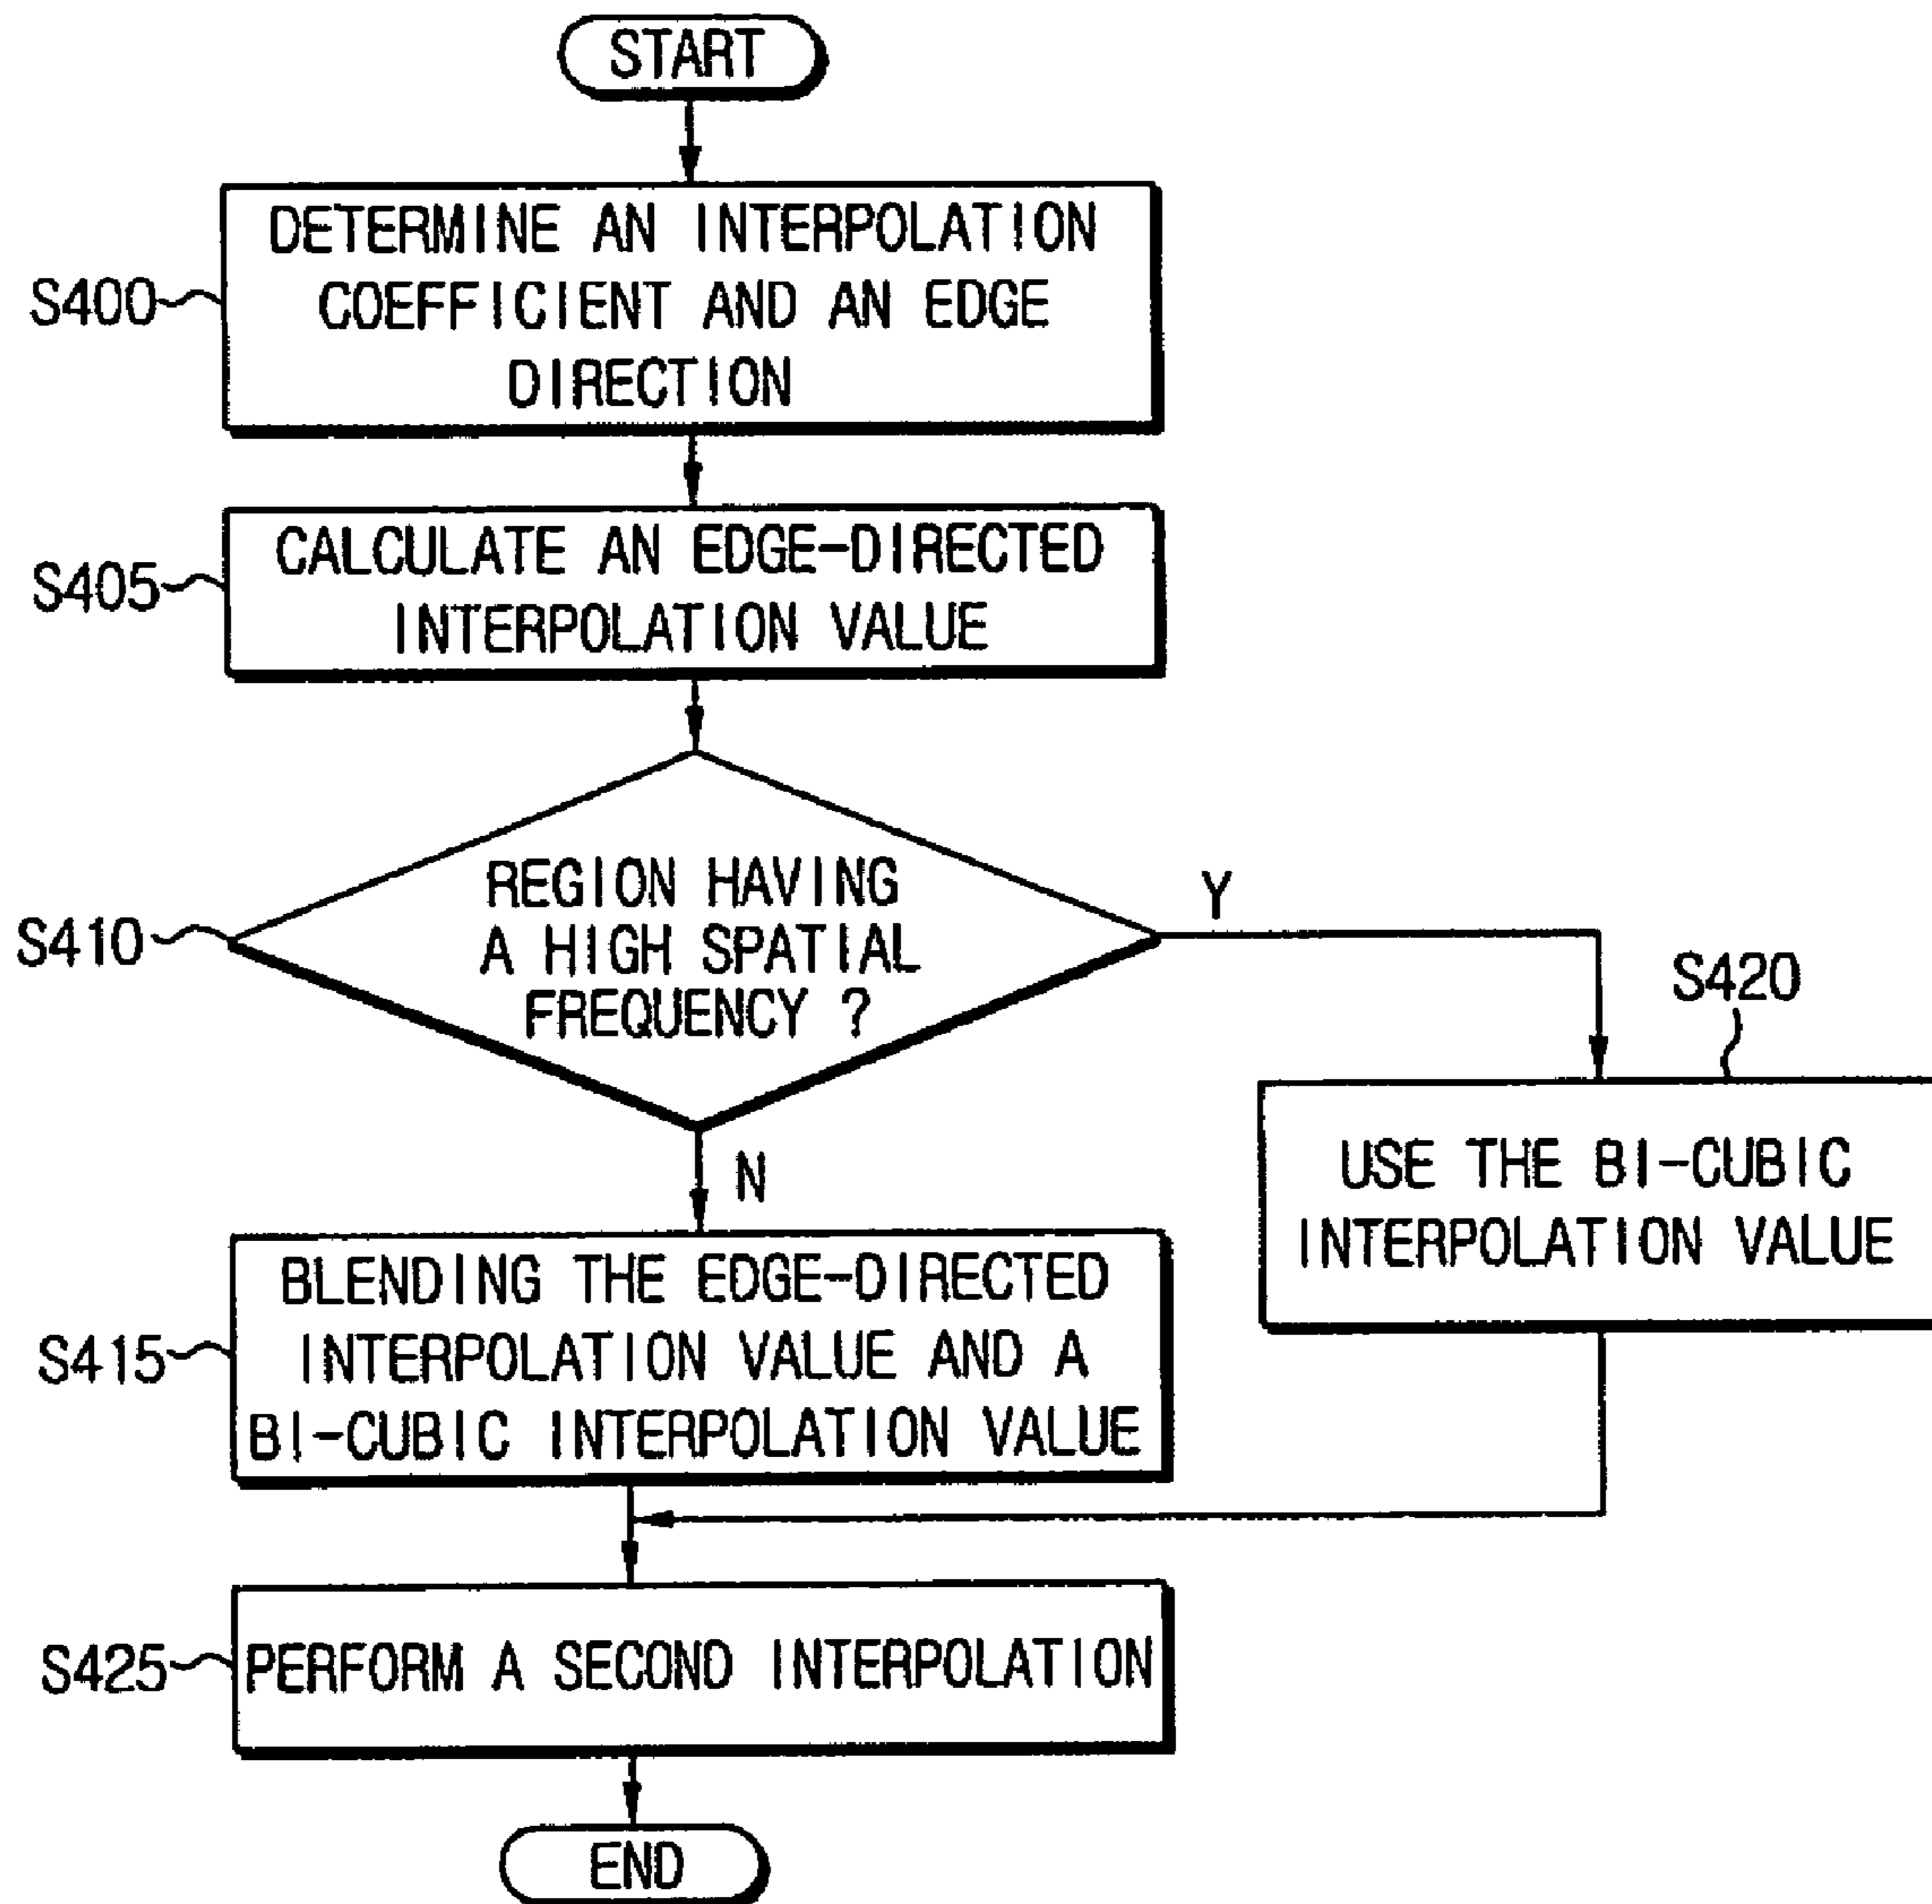 START
S400
DETERMINE AN INTERPOLATION
COEFFICIENT AND AN EDGE
DIRECTION
S405
CALCULATE AN EDGE-DIRECTED
INTERPOLATION VALUE
S410
REGION HAVING
A HIGH SPATIAL
FREQUENCY ?
Y
N
S420
USE THE BI-CUBIC
INTERPOLATION VALUE
S415
BLENDING THE EDGE-DIRECTED
INTERPOLATION VALUE AND A
BI-CUBIC INTERPOLATION VALUE
S425
PERFORM A SECOND INTERPOLATION
END